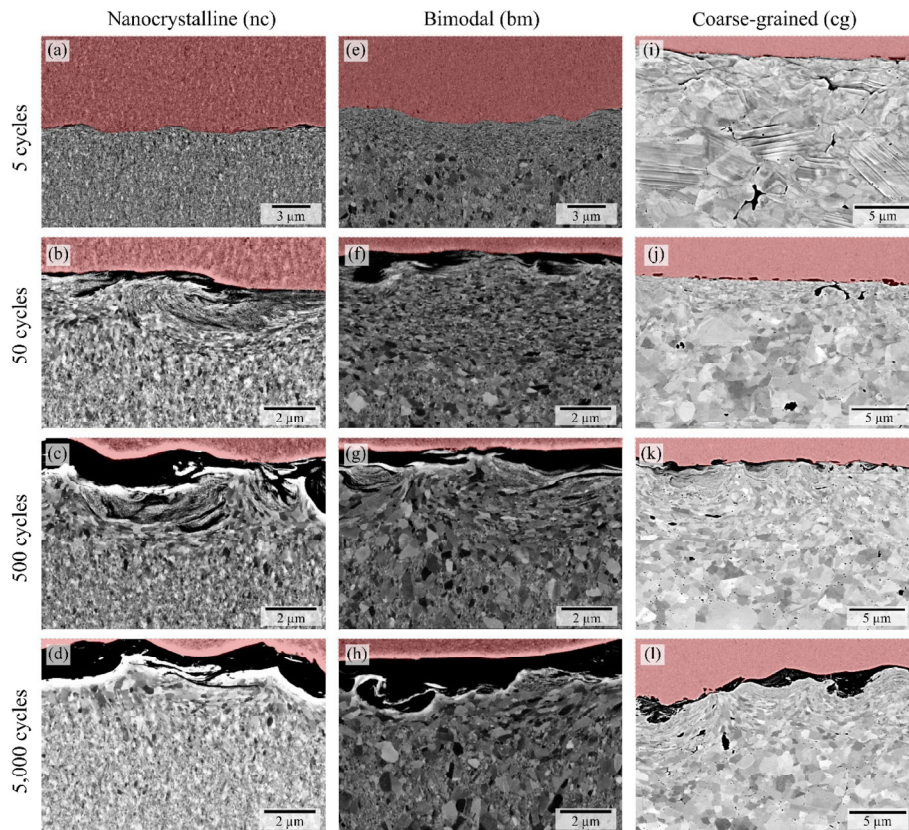 Nanocrystalline (nc) Bimodal (bm) Coarse-grained (cg)
5 cycles
(a) (e) (i)
3 µm 3 µm 5 µm
50 cycles
(b) (f) (j)
2 µm 2 µm 5 µm
500 cycles
(c) (g) (k)
2 µm 2 µm 5 µm
5,000 cycles
(d) (h) (l)
2 µm 2 µm 5 µm